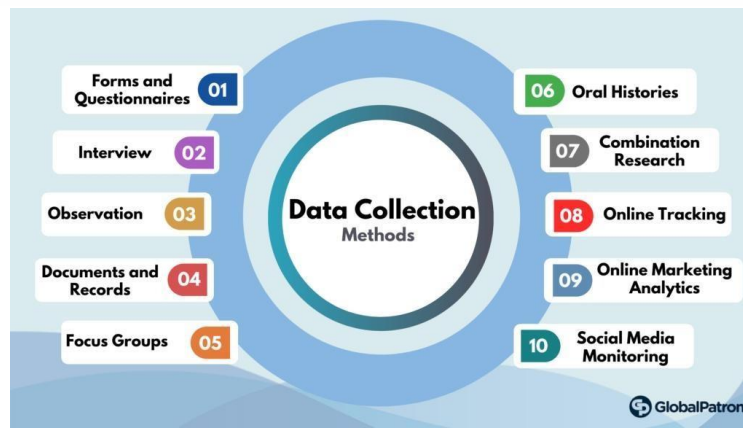 Forms and
Questionnaires
01
Interview
02
Observation
03
Documents and
Records
04
Focus Groups
05
Data Collection
Methods
06
Oral Histories
07
Combination
Research
08
Online Tracking
09
Online Marketing
Analytics
10
Social Media
Monitoring
GlobalPatron